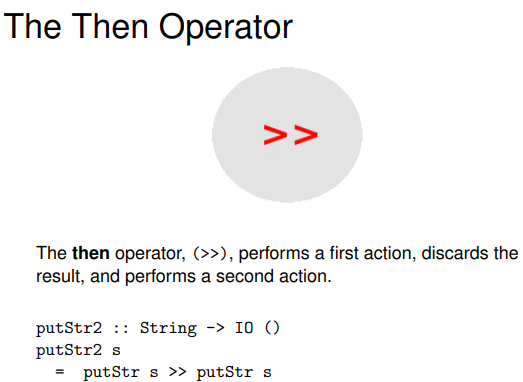 The Then Operator
>>
The then operator, (>>), performs a first action, discards the
result, and performs a second action.
putStr2 :: String -> IO ()
putStr2 s
  =  putStr s >> putStr s